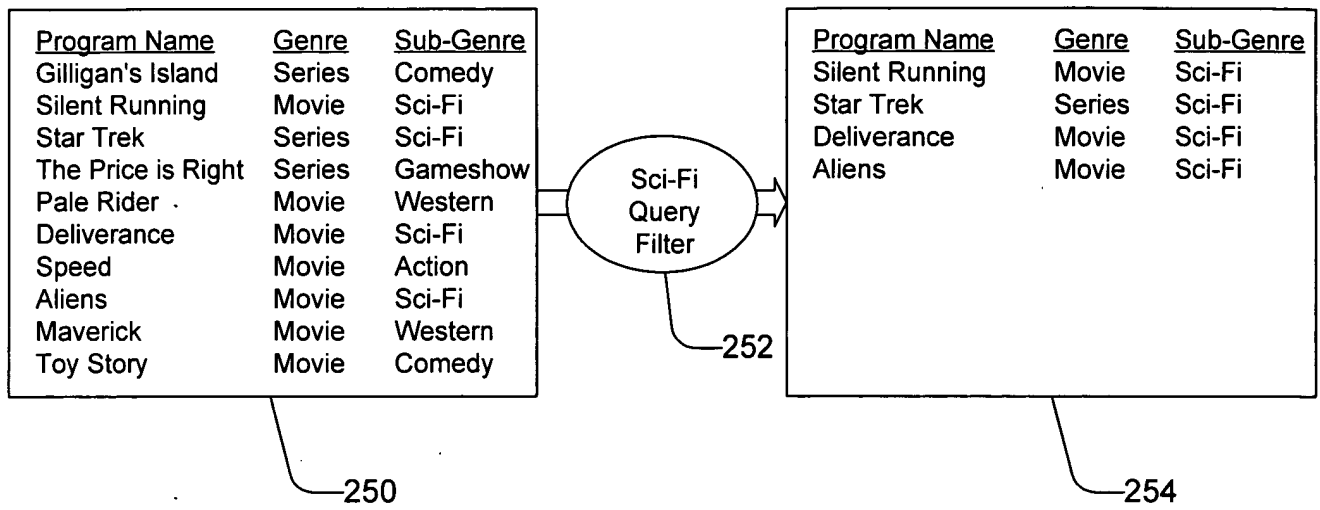 Program Name Genre Sub-Genre
Gilligan's Island Series Comedy
Silent Running Movie Sci-Fi
Star Trek Series Sci-Fi
The Price is Right Series Gameshow
Pale Rider Movie Western
Deliverance Movie Sci-Fi
Speed Movie Action
Aliens Movie Sci-Fi
Maverick Movie Western
Toy Story Movie Comedy
250
Sci-Fi
Query
Filter
252
Program Name Genre Sub-Genre
Silent Running Movie Sci-Fi
Star Trek Series Sci-Fi
Deliverance Movie Sci-Fi
Aliens Movie Sci-Fi
254